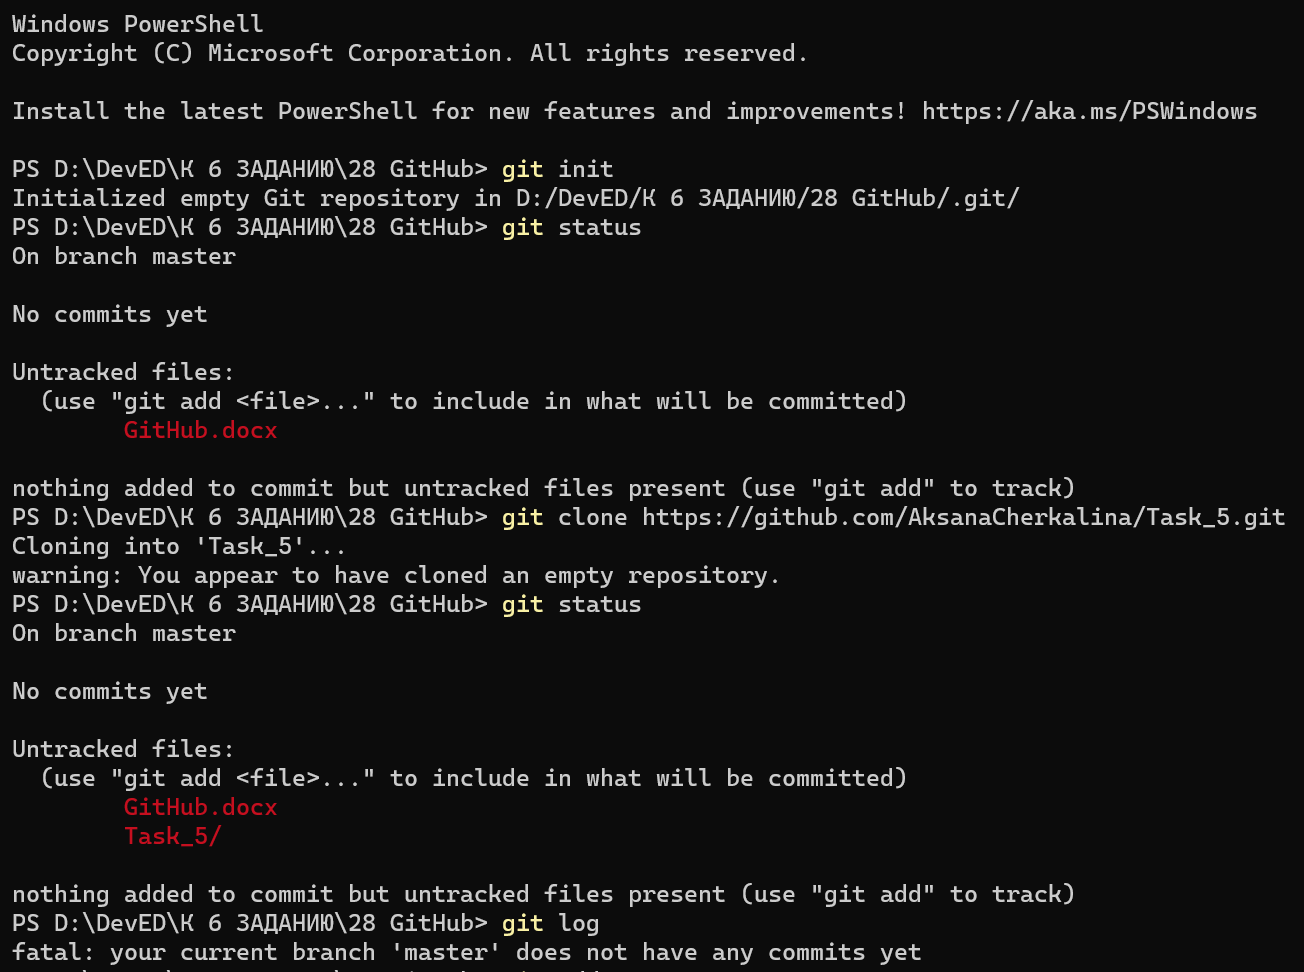 Windows PowerShell
Copyright (C) Microsoft Corporation. All rights reserved.
Install the latest PowerShell for new features and improvements! https://aka.ms/PSWindows
PS D:\DevED\К 6 ЗАДАНИЮ\28 GitHub> git init
Initialized empty Git repository in D:/DevED/К 6 ЗАДАНИЮ/28 GitHub/.git/
PS D:\DevED\К 6 ЗАДАНИЮ\28 GitHub> git status
On branch master
No commits yet
Untracked files:
  (use "git add <file>..." to include in what will be committed)
        GitHub.docx
nothing added to commit but untracked files present (use "git add" to track)
PS D:\DevED\К 6 ЗАДАНИЮ\28 GitHub> git clone https://github.com/AksanaCherkalina/Task_5.git
Cloning into 'Task_5'...
warning: You appear to have cloned an empty repository.
PS D:\DevED\К 6 ЗАДАНИЮ\28 GitHub> git status
On branch master
No commits yet
Untracked files:
  (use "git add <file>..." to include in what will be committed)
        GitHub.docx
        Task_5/
nothing added to commit but untracked files present (use "git add" to track)
PS D:\DevED\К 6 ЗАДАНИЮ\28 GitHub> git log
fatal: your current branch 'master' does not have any commits yet